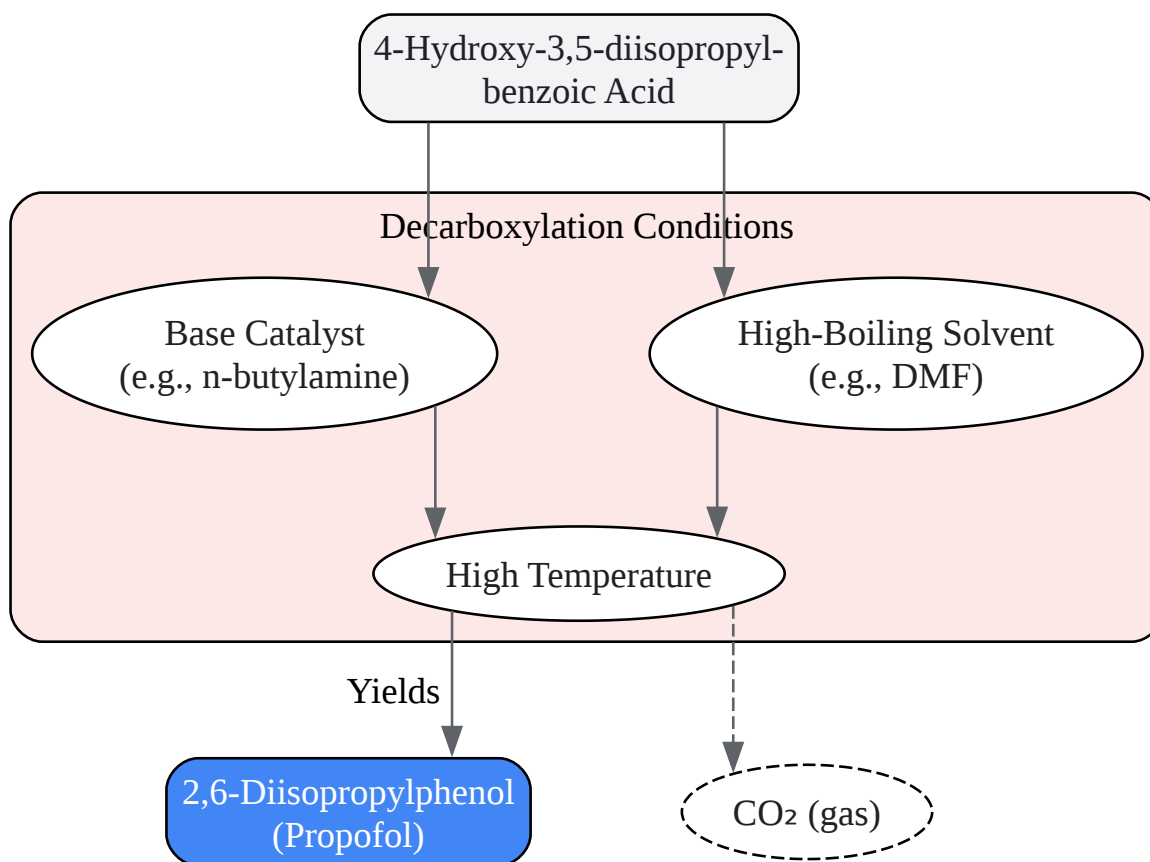 4-Hydroxy-3,5-diisopropyl-
benzoic Acid
Decarboxylation Conditions
Base Catalyst
(e.g., n-butylamine)
High-Boiling Solvent
(e.g., DMF)
High Temperature
Yields
2,6-Diisopropylphenol
(Propofol)
CO₂ (gas)